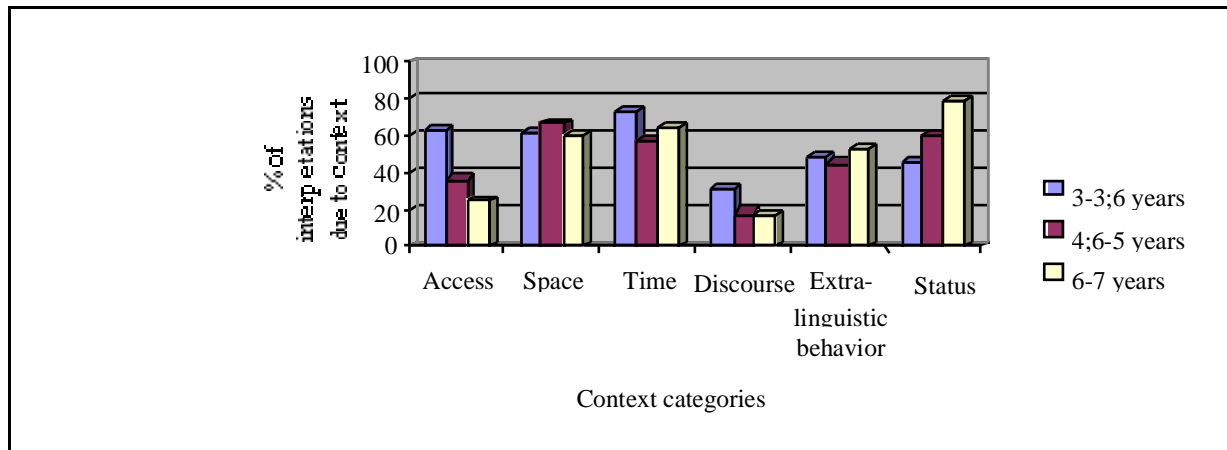 % of
interpretations
due to Context
100
80
60
40
20
0
Access
Space
Time
Discourse
Extra-
linguistic
behavior
Status
Context categories
3-3;6 years
4;6-5 years
6-7 years